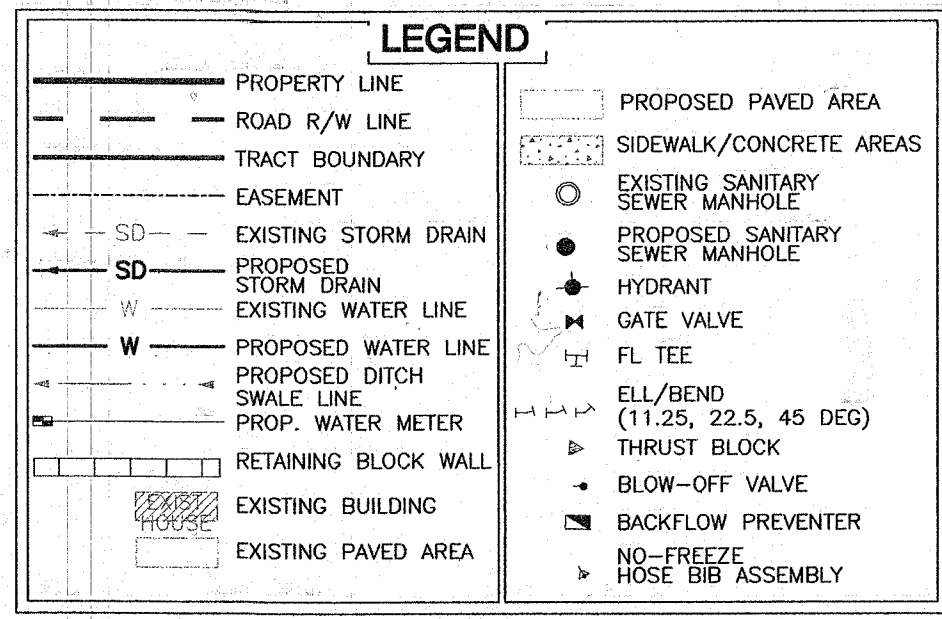 LEGEND
PROPERTY LINE
ROAD R/W LINE
TRACT BOUNDARY
EASEMENT
SD EXISTING STORM DRAIN
SD PROPOSED
STORM DRAIN
W EXISTING WATER LINE
W PROPOSED WATER LINE
PROPOSED DITCH
SWALE LINE
PROP. WATER METER
RETAINING BLOCK WALL
EXIST
HOUSE
EXISTING BUILDING
EXISTING PAVED AREA
PROPOSED PAVED AREA
SIDEWALK/CONCRETE AREAS
EXISTING SANITARY
SEWER MANHOLE
PROPOSED SANITARY
SEWER MANHOLE
HYDRANT
GATE VALVE
FL TEE
ELL/BEND
(11.25, 22.5, 45 DEG)
THRUST BLOCK
BLOW-OFF VALVE
BACKFLOW PREVENTER
NO-FREEZE
HOSE BIB ASSEMBLY